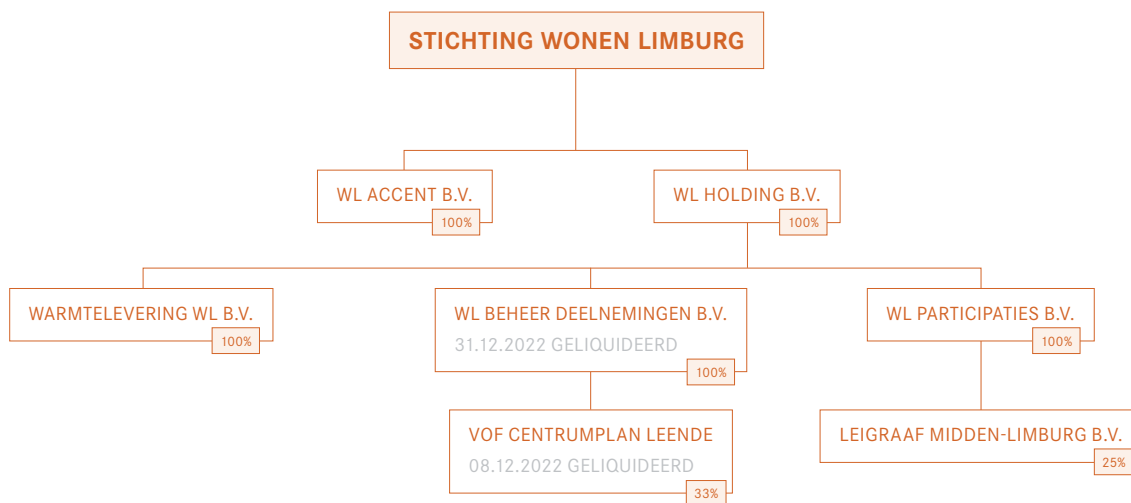 STICHTING WONEN LIMBURG
WL ACCENT B.V.
100%
WL HOLDING B.V.
100%
WARMTELEVERING WL B.V.
100%
WL BEHEER DEELNEMINGEN B.V.
31.12.2022 GELIQUIDEERD
100%
WL PARTICIPATIES B.V.
100%
VOF CENTRUMPLAN LEENDE
08.12.2022 GELIQUIDEERD
33%
LEIGRAAF MIDDEN-LIMBURG B.V.
25%